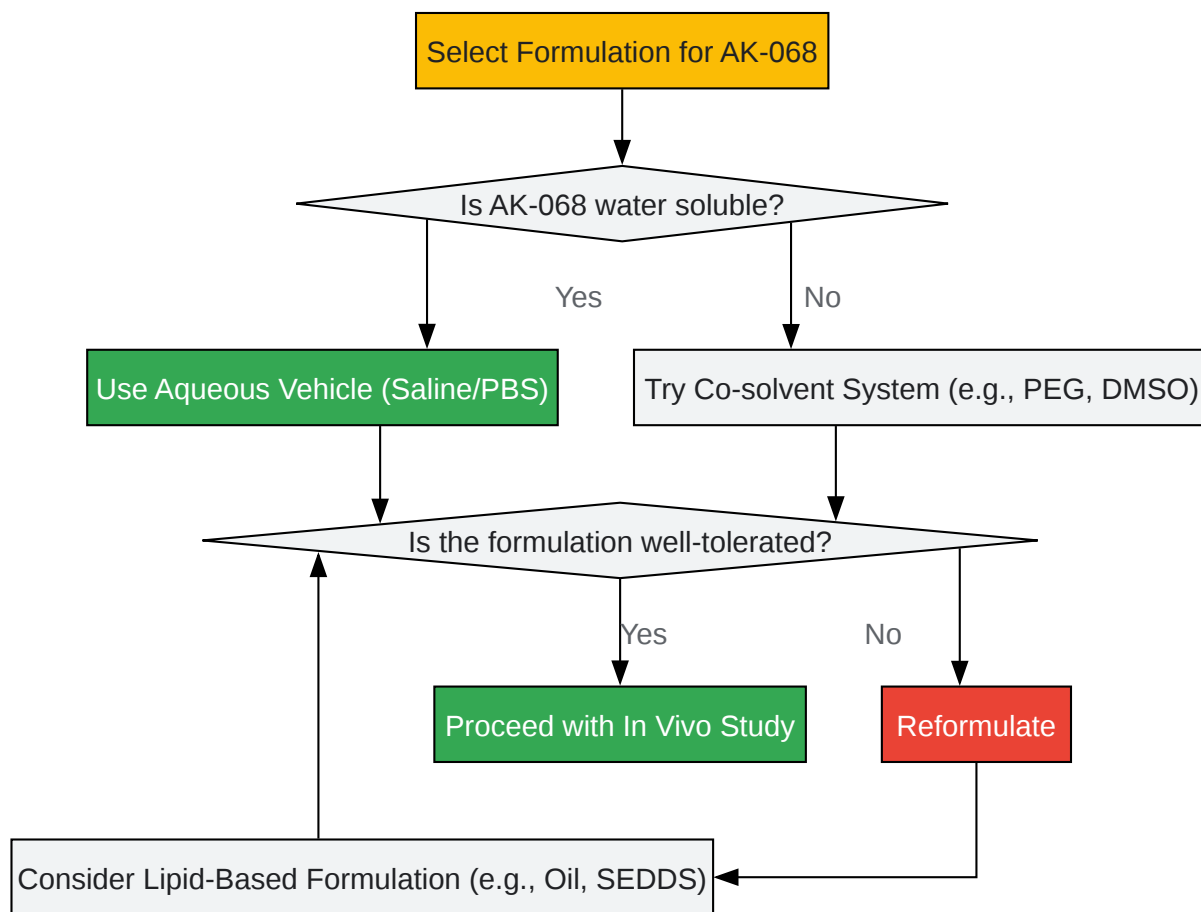 Select Formulation for AK-068
Is AK-068 water soluble?
Yes
No
Use Aqueous Vehicle (Saline/PBS)
Try Co-solvent System (e.g., PEG, DMSO)
Is the formulation well-tolerated?
Yes
No
Proceed with In Vivo Study
Reformulate
Consider Lipid-Based Formulation (e.g., Oil, SEDDS)